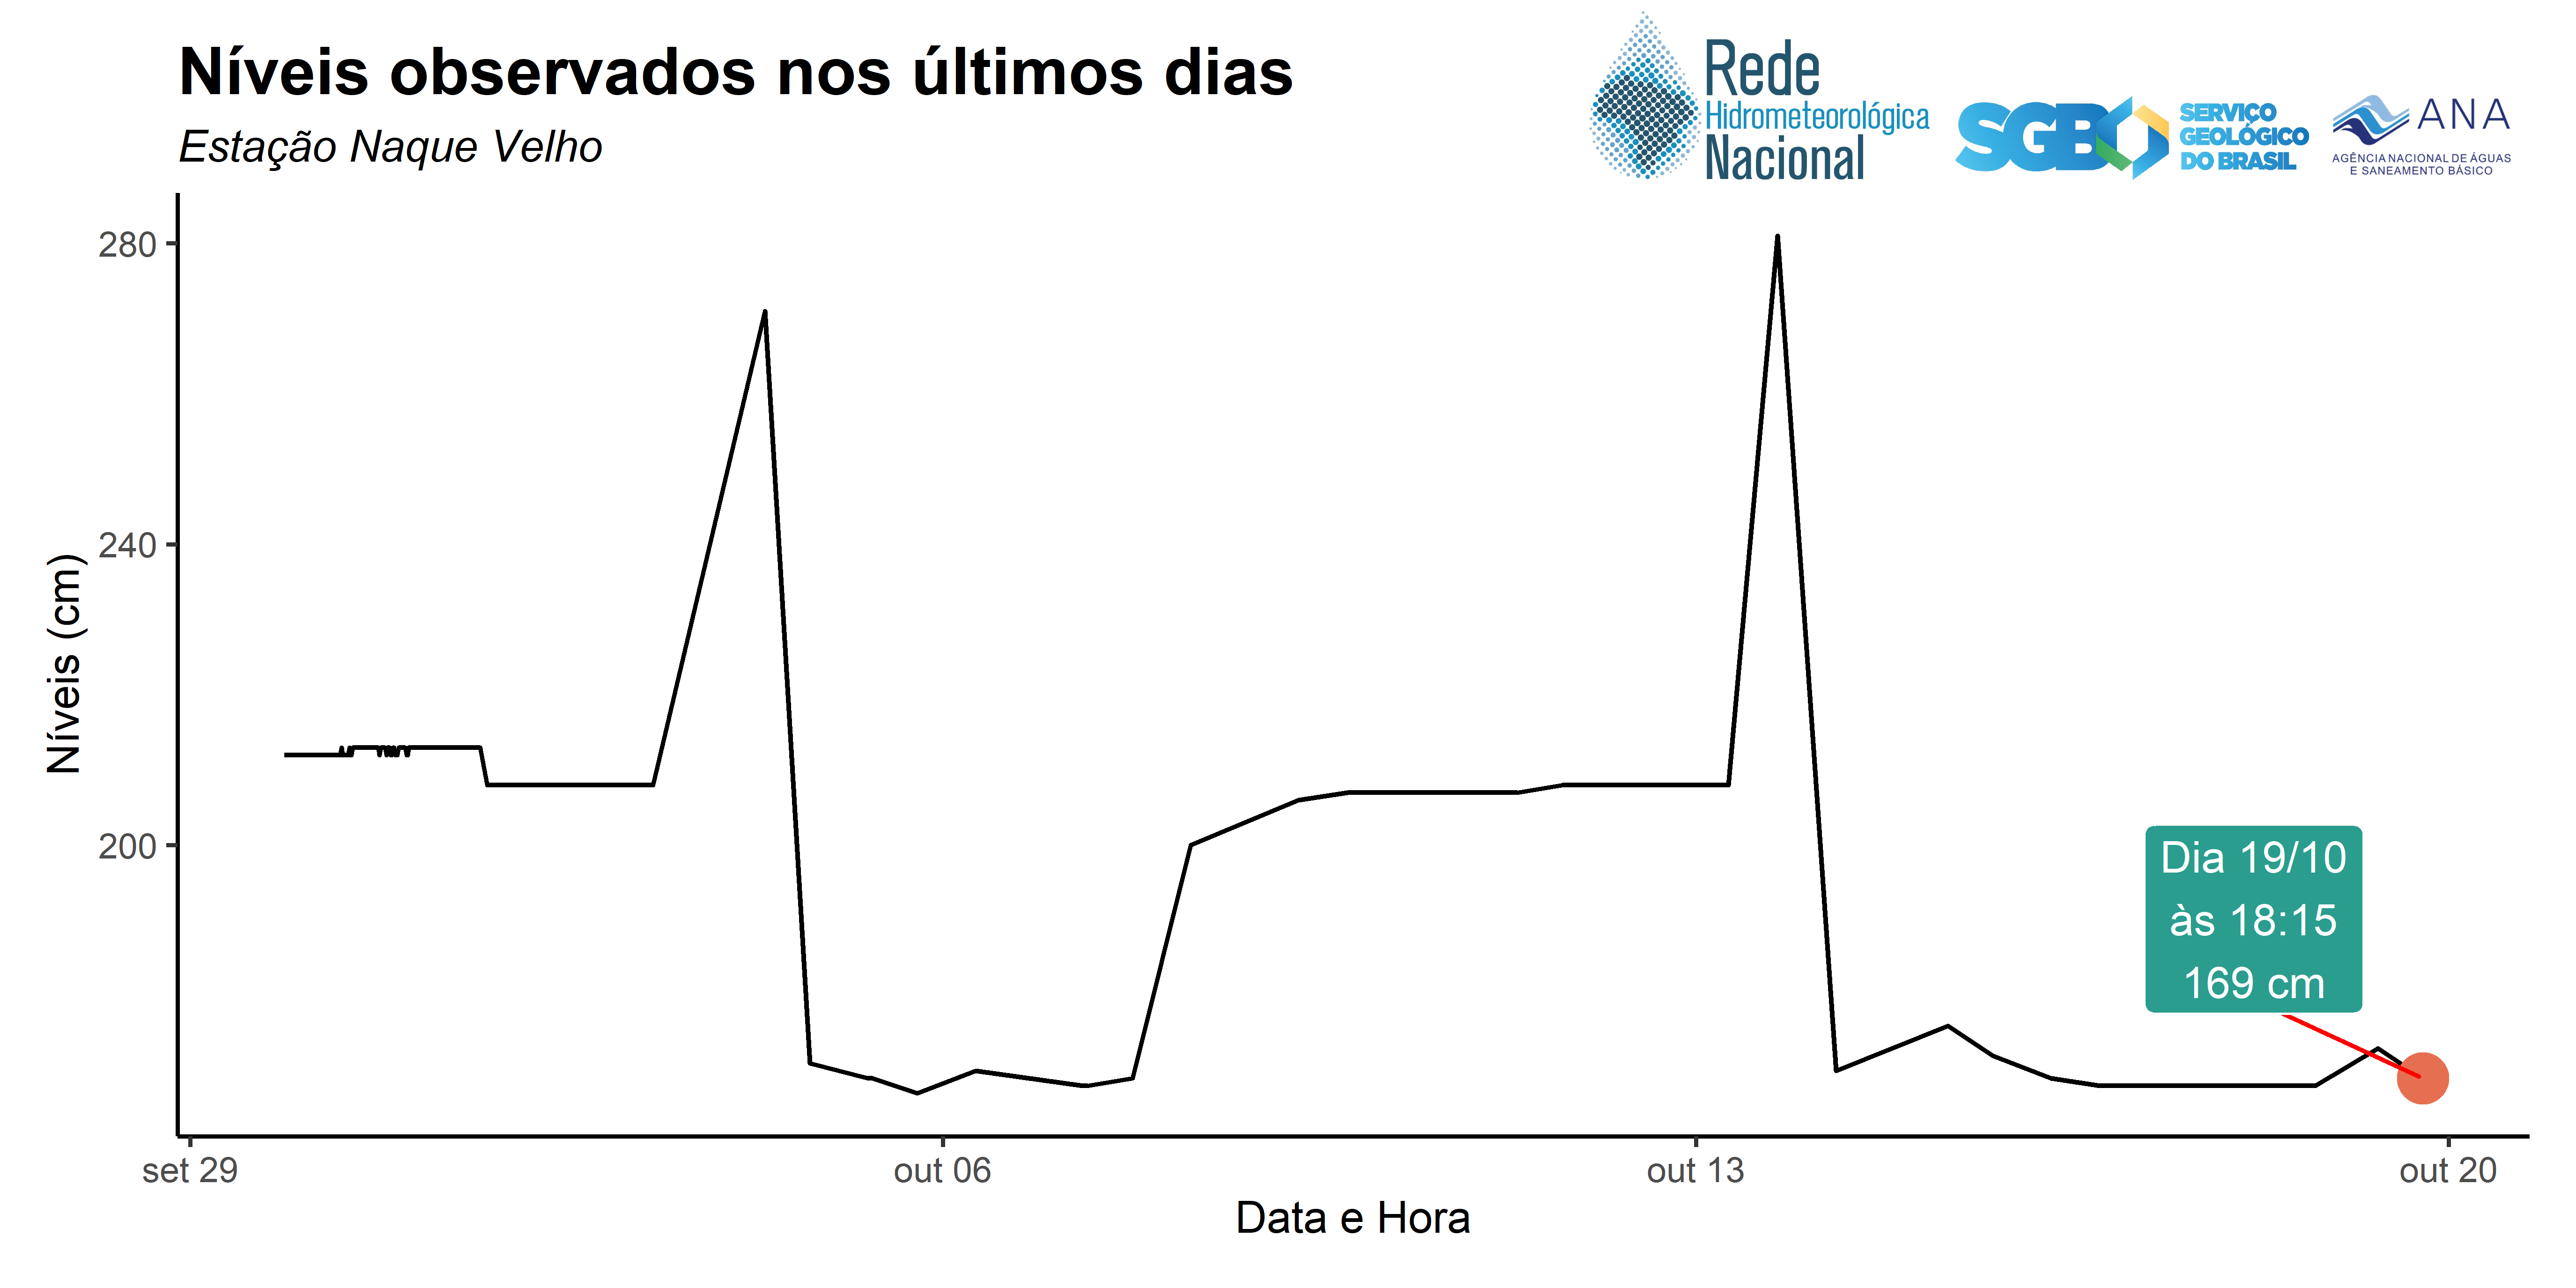 Níveis observados nos últimos dias
Estação Naque Velho
Rede
Hidrometeorológica
Nacional
SGB
SERVIÇO
GEOLÓGICO
DO BRASIL
ANA
AGÊNCIA NACIONAL DE ÁGUAS
E SANEAMENTO BÁSICO
Níveis (cm)
280
240
200
Dia 19/10
às 18:15
169 cm
set 29
out 06
out 13
out 20
Data e Hora